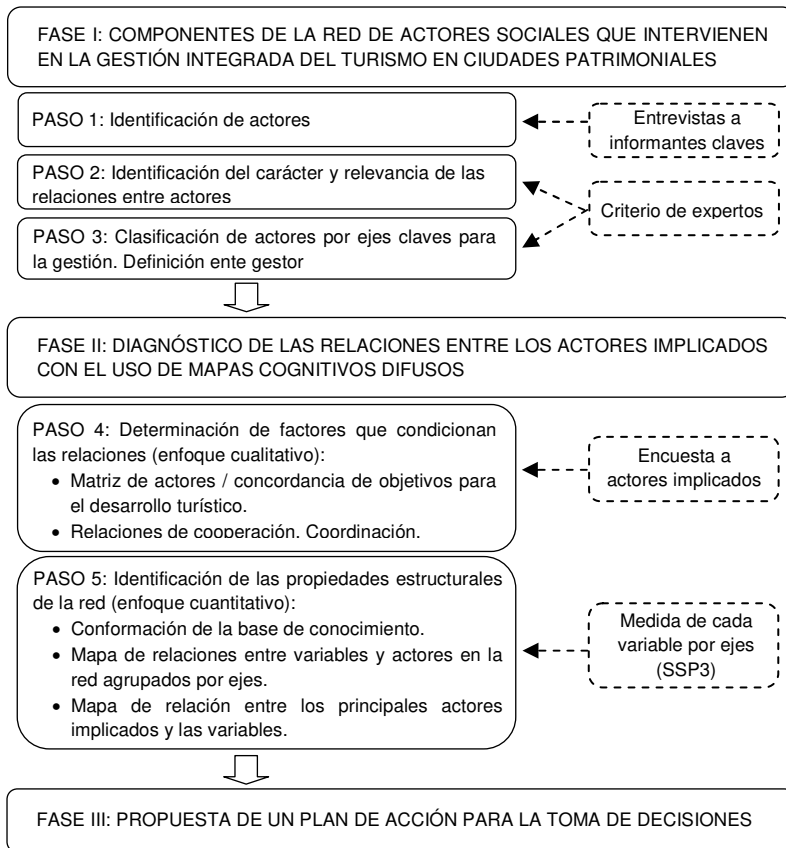 FASE I: COMPONENTES DE LA RED DE ACTORES SOCIALES QUE INTERVIENEN
EN LA GESTIÓN INTEGRADA DEL TURISMO EN CIUDADES PATRIMONIALES
PASO 1: Identificación de actores
Entrevistas a
informantes claves
PASO 2: Identificación del carácter y relevancia de las
relaciones entre actores
Criterio de expertos
PASO 3: Clasificación de actores por ejes claves para
la gestión. Definición ente gestor
FASE II: DIAGNÓSTICO DE LAS RELACIONES ENTRE LOS ACTORES IMPLICADOS
CON EL USO DE MAPAS COGNITIVOS DIFUSOS
PASO 4: Determinación de factores que condicionan
las relaciones (enfoque cualitativo):
• Matriz de actores / concordancia de objetivos para
el desarrollo turístico.
• Relaciones de cooperación. Coordinación.
Encuesta a
actores implicados
PASO 5: Identificación de las propiedades estructurales
de la red (enfoque cuantitativo):
• Conformación de la base de conocimiento.
• Mapa de relaciones entre variables y actores en la
red agrupados por ejes.
• Mapa de relación entre los principales actores
implicados y las variables.
Medida de cada
variable por ejes
(SSP3)
FASE III: PROPUESTA DE UN PLAN DE ACCIÓN PARA LA TOMA DE DECISIONES